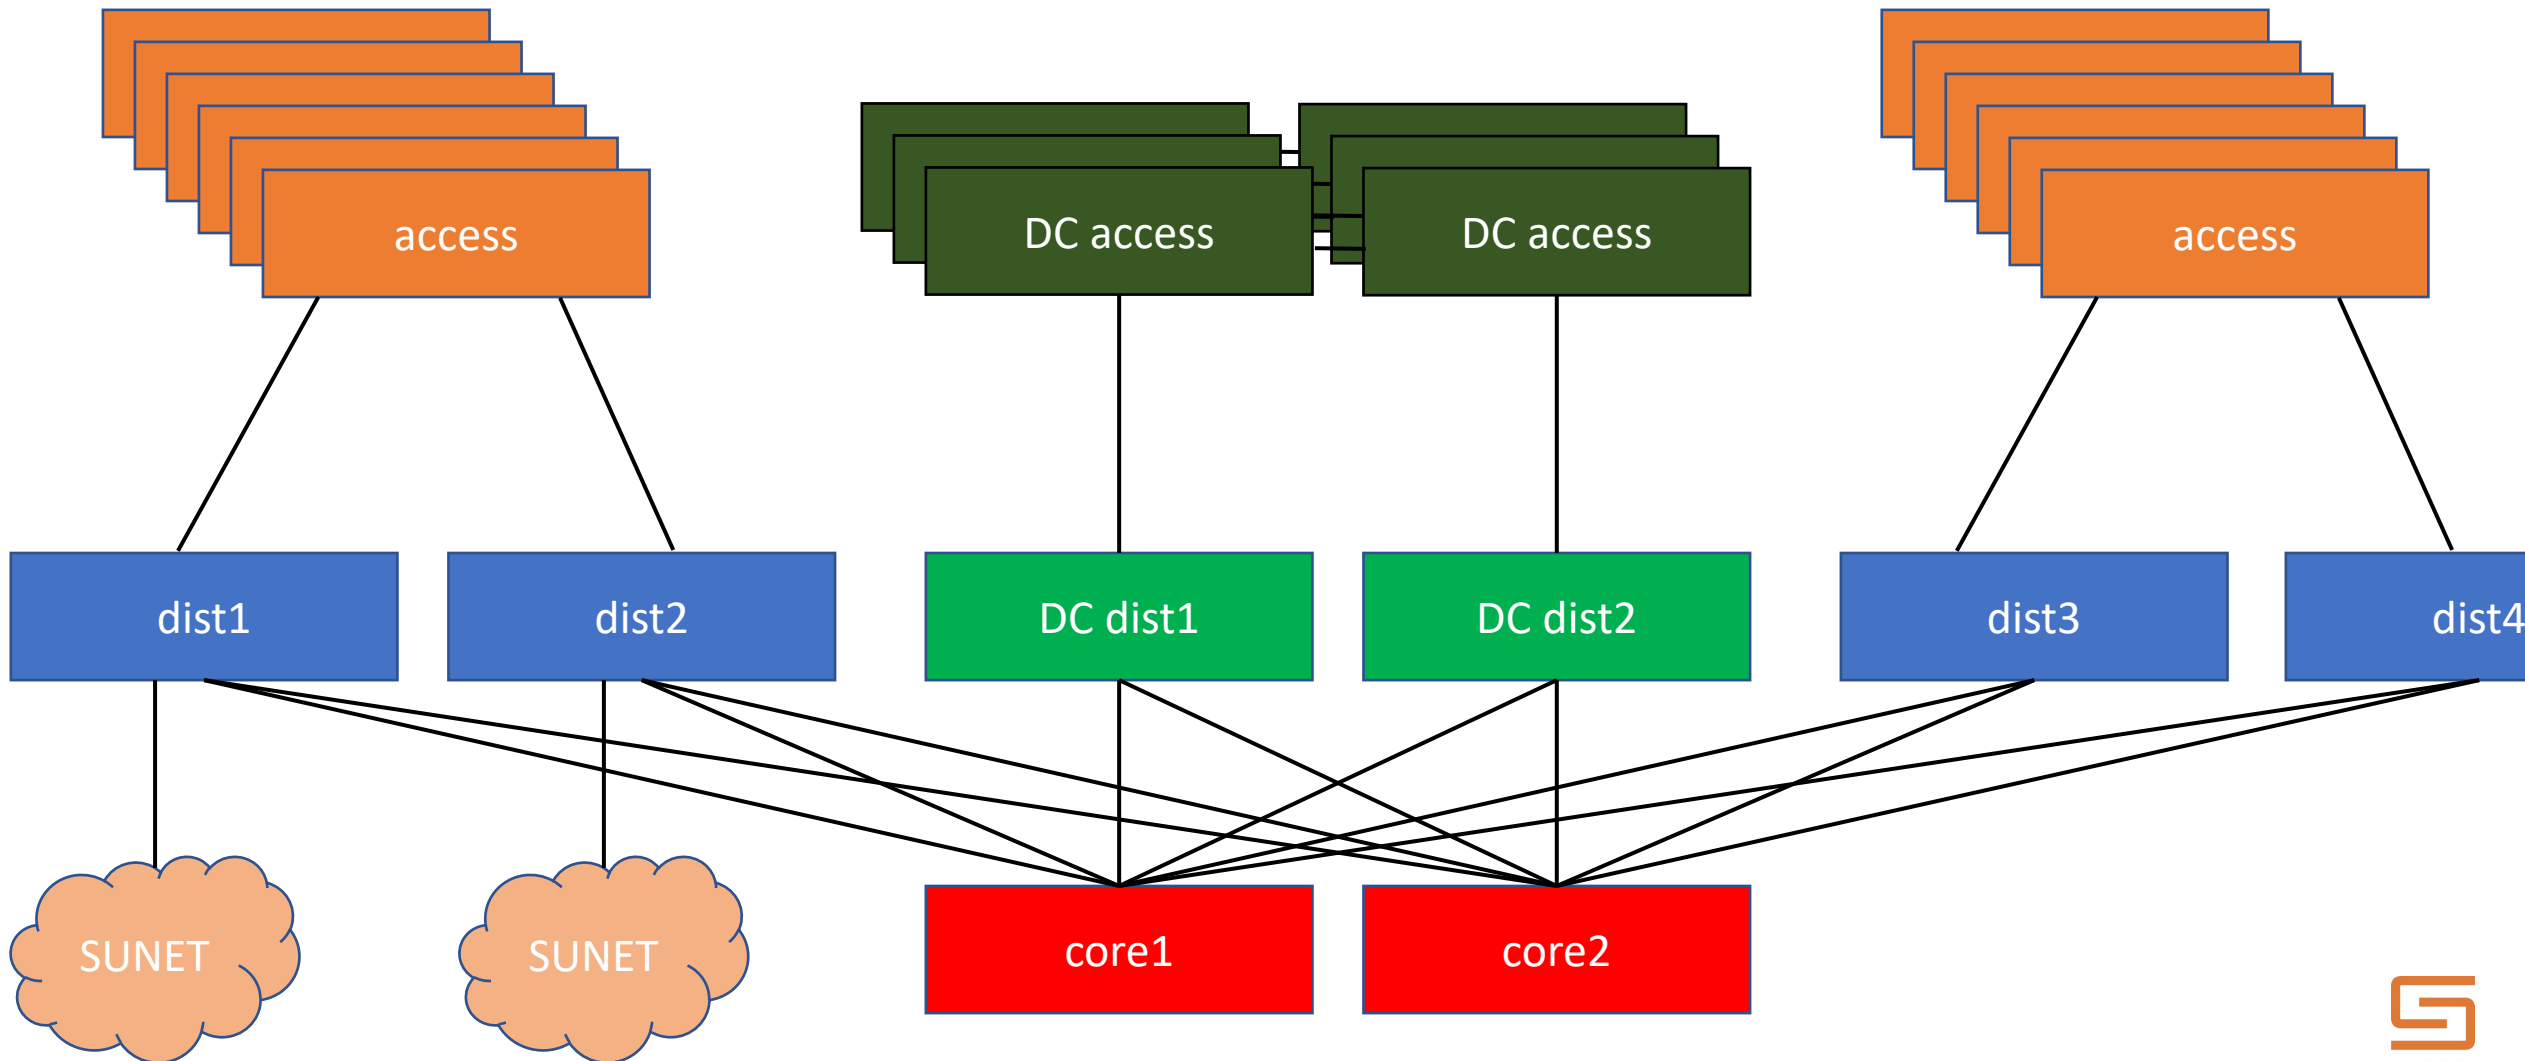 access
DC access
DC access
access
dist1
dist2
DC dist1
DC dist2
dist3
dist4
SUNET
SUNET
core1
core2